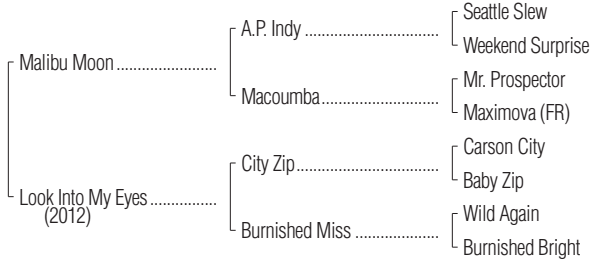 Seattle Slew
A.P. Indy
Weekend Surprise
Malibu Moon
Mr. Prospector
Macoumba
Maximova (FR)
Carson City
City Zip
Baby Zip
Look Into My Eyes
(2012)
Wild Again
Burnished Miss
Burnished Bright